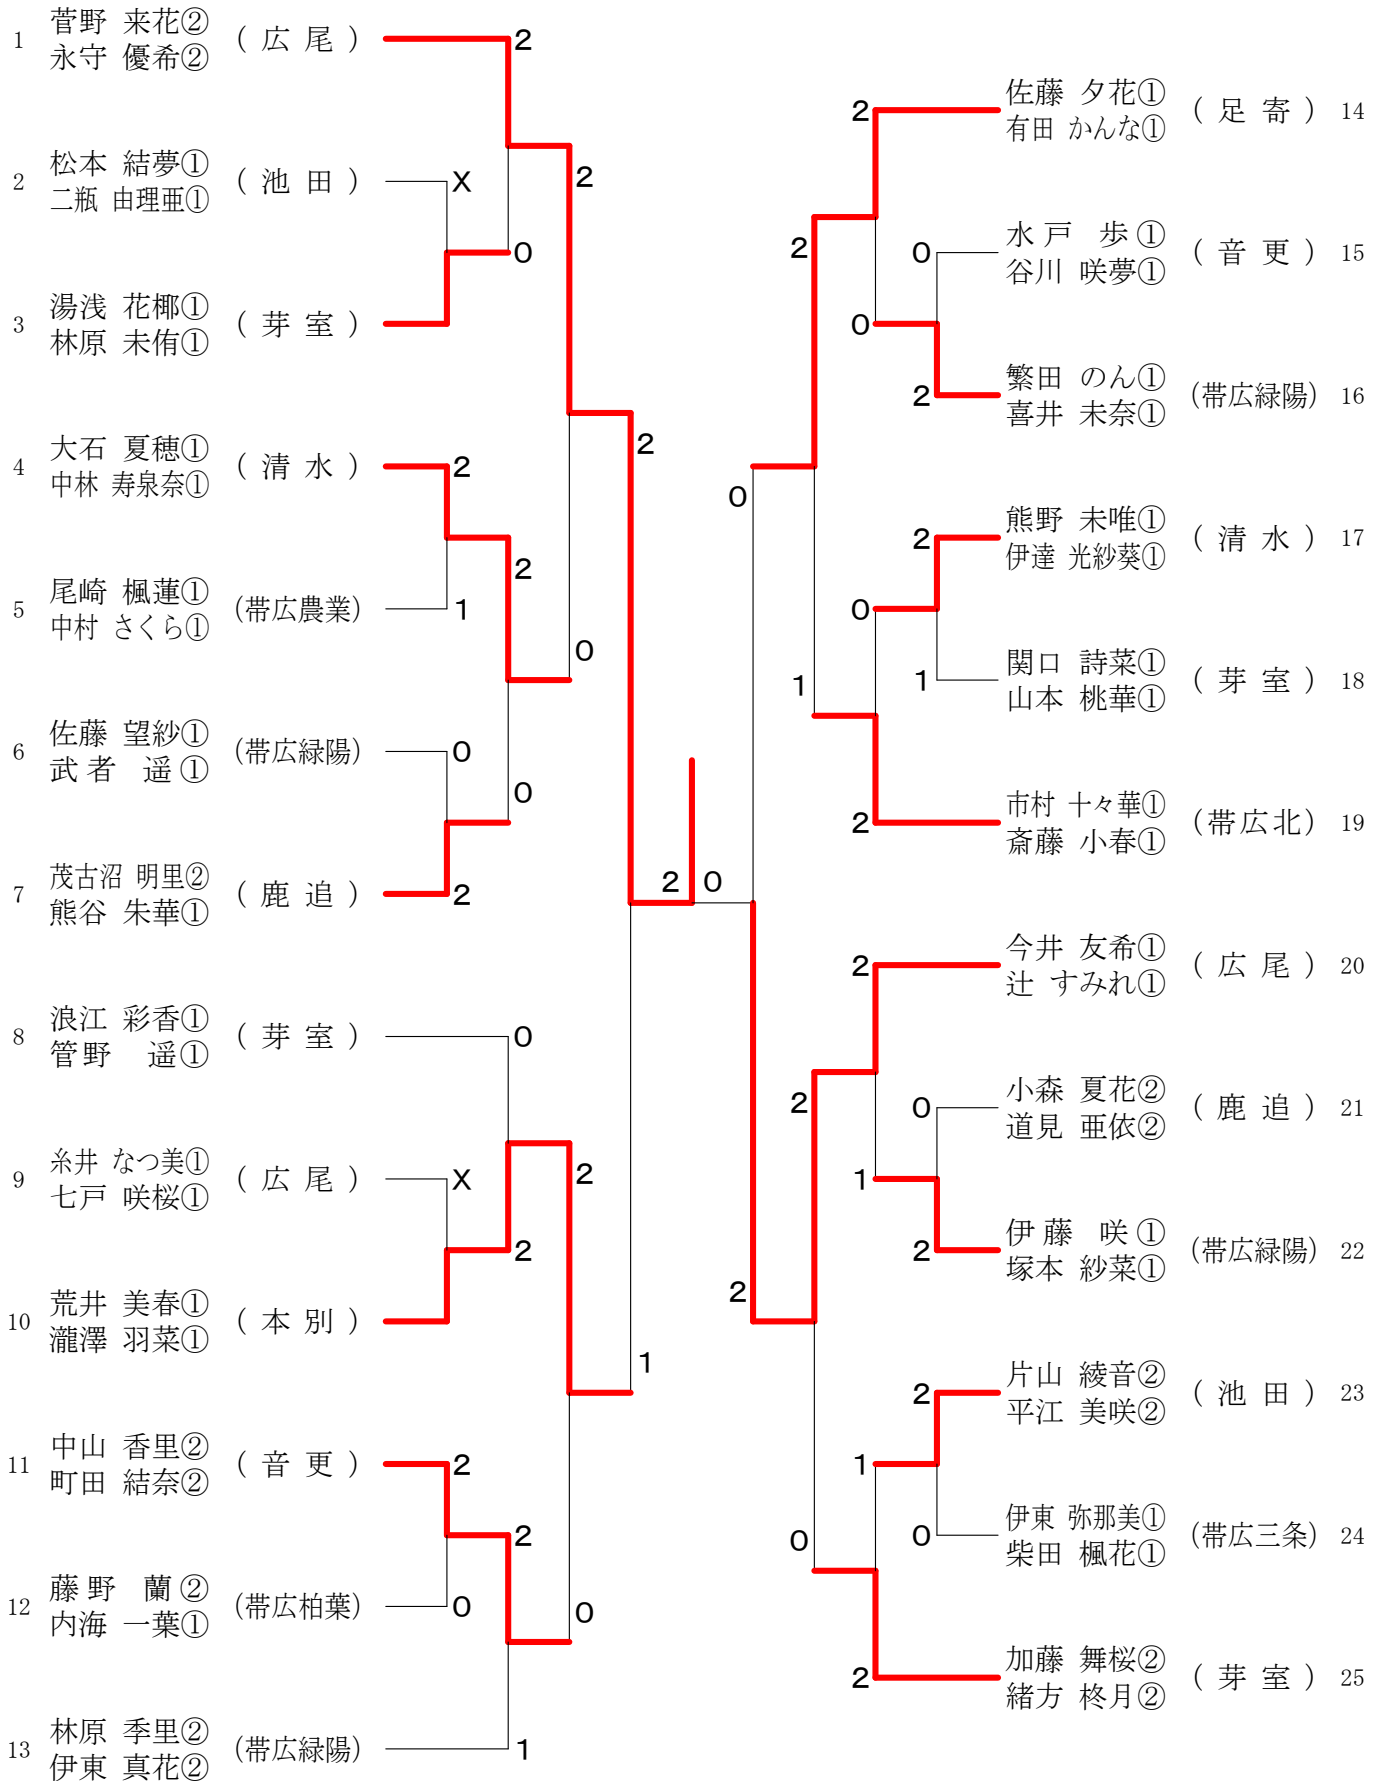 1 菅野 来花② (広尾) 2
永守 優希②
2 松本 結夢① (池田) X 2
二瓶 由理亜①
0
3 湯浅 花梛① (芽室)
林原 未侑①
2
4 大石 夏穂① (清水) 2
中林 寿泉奈①
2
5 尾崎 楓蓮① (帯広農業) 1
中村 さくら①
0
6 佐藤 望紗① (帯広緑陽) 0
武者 遥①
0
7 茂古沼 明里② (鹿追) 2
熊谷 朱華①
2 0
8 浪江 彩香① (芽室) 0
管野 遥①
9 糸井 なつ美① (広尾) X 2
七戸 咲桜①
2
10 荒井 美春① (本別)
瀧澤 羽菜①
1
11 中山 香里② (音更) 2
町田 結奈②
2
12 藤野 蘭② (帯広柏葉) 0 0
内海 一葉①
13 林原 季里② (帯広緑陽) 1
伊東 真花②
2 佐藤 夕花① (足寄) 14
有田 かんな①
2 0 水戸 歩① (音更) 15
谷川 咲夢①
0
2 繁田 のん① (帯広緑陽) 16
喜井 未奈①
0
2 熊野 未唯① (清水) 17
伊達 光紗葵①
0
1 1 関口 詩菜① (芽室) 18
山本 桃華①
2 市村 十々華① (帯広北) 19
斎藤 小春①
2 今井 友希① (広尾) 20
辻 すみれ①
2 0 小森 夏花② (鹿追) 21
道見 亜依②
1
2 伊藤 咲① (帯広緑陽) 22
塚本 紗菜①
2
2 片山 綾音② (池田) 23
平江 美咲②
1
0 0 伊東 弥那美① (帯広三条) 24
柴田 楓花①
2 加藤 舞桜② (芽室) 25
緒方 柊月②